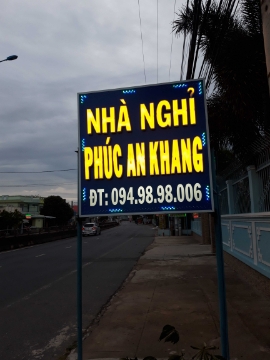 NHÀ NGHỈ
PHÚC AN KHANG
ĐT: 094.98.98.006